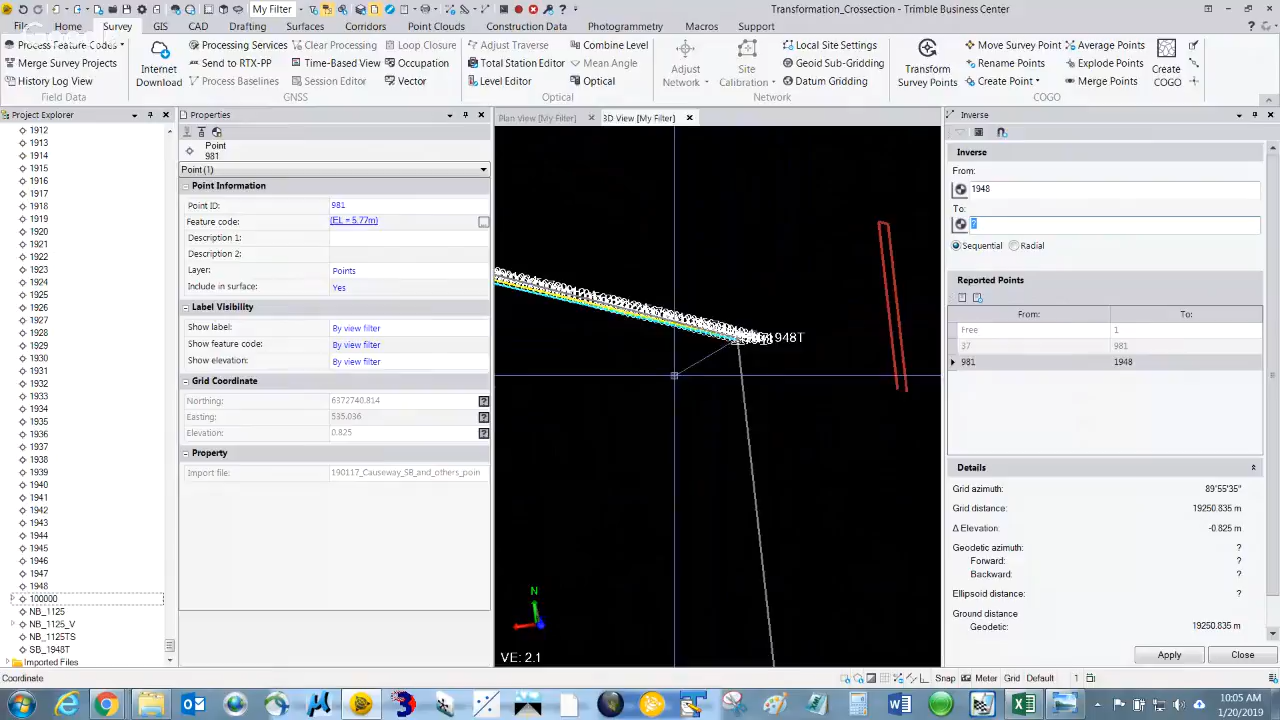 My Filter
Transformation_Crossection - Trimble Business Center
File Survey GIS CAD Drafting Surfaces Corridors Point Clouds Quantities Data Construction Data Photogrammetry Macros Support
Process Feature Codes
Merge Survey Projects
History Log View
Field Data
Internet Download
Processing Services
Send to RTX-PP
Process Baselines
Clear Processing
Time-Based View
Session Editor
Loop Closure
Occupation
Vector
GNSS
Adjust Traverse
Total Station Editor
Level Editor
Combine Level
Mean Angle
Optical
Optical
Adjust Network
Site Calibration
Local Site Settings
Geoid Sub-Gridding
Datum Gridding
Network
Transform Survey Points
Move Survey Point
Rename Points
Create Point
Average Points
Explode Points
Merge Points
Create COGO
COGO
Project Explorer
1912
1913
1914
1915
1916
1917
1918
1919
1920
1921
1922
1923
1924
1925
1926
1927
1928
1929
1930
1931
1932
1933
1934
1935
1936
1937
1938
1939
1940
1941
1942
1943
1944
1945
1946
1947
1948
100000
NB_1125
NB_1125_V
NB_1125TS
SB_1948T
Imported Files
Properties
Point
981
Point(1)
Point Information
Point ID: 981
Feature code: (EL = 5.77m)
Description 1:
Description 2:
Layer: Points
Include in surface: Yes
Label Visibility
Show label: By view filter
Show feature code: By view filter
Show elevation: By view filter
Grid Coordinate
Northing: 6372740.814
Easting: 535.036
Elevation: 0.825
Property
Import file: 190117_Causeway_SB_and_others_poin
Plan View [My Filter]
3D View [My Filter]
1948T
N
VE: 2.1
Inverse
Inverse
From:
1948
To:
?
Sequential Radial
Reported Points
From: To:
Free 1
37 981
981 1948
Details
Grid azimuth: 89°55'35"
Grid distance: 19250.835 m
Δ Elevation: -0.825 m
Geodetic azimuth: ?
Forward: ?
Backward: ?
Ellipsoid distance: ?
Ground distance
Geodetic: 19250.835 m
Apply Close
Coordinate
Snap Meter Grid Default 1
10:05 AM
1/20/2019